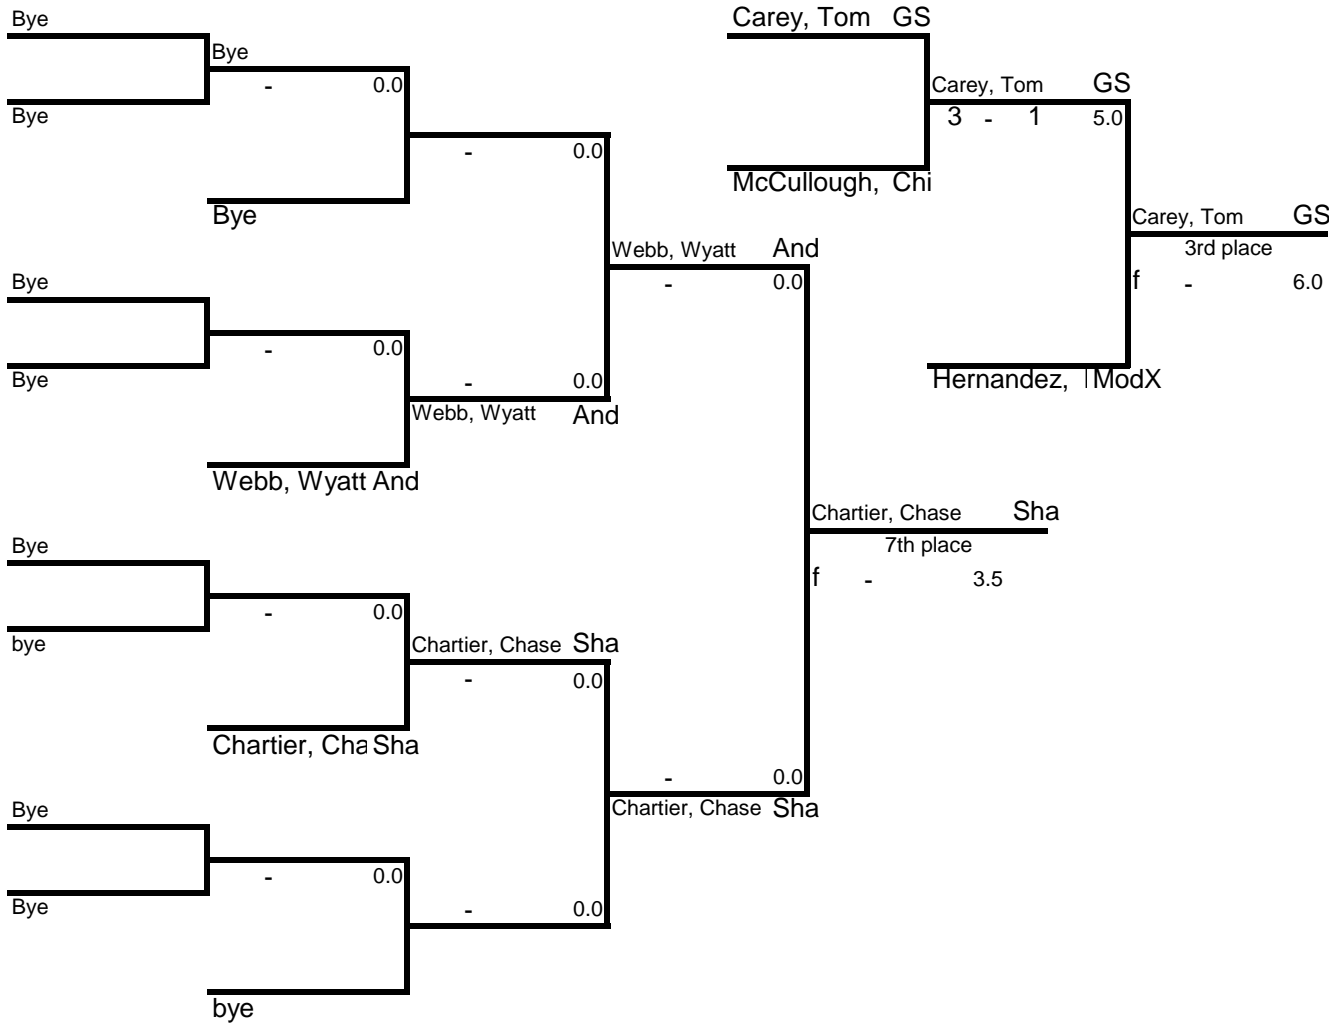 Bye
Carey, Tom GS
Bye
- 0.0
Carey, Tom GS
3 - 1 5.0
Bye
- 0.0
McCullough, Chi
Bye
Carey, Tom GS
3rd place
Webb, Wyatt And
Bye
- 0.0
f - 6.0
- 0.0
Bye
- 0.0
Hernandez, ModX
Webb, Wyatt And
Webb, Wyatt And
Chartier, Chase Sha
7th place
Bye
f - 3.5
- 0.0
bye
Chartier, Chase Sha
- 0.0
Chartier, Cha Sha
- 0.0
Bye
Chartier, Chase Sha
- 0.0
Bye
- 0.0
bye